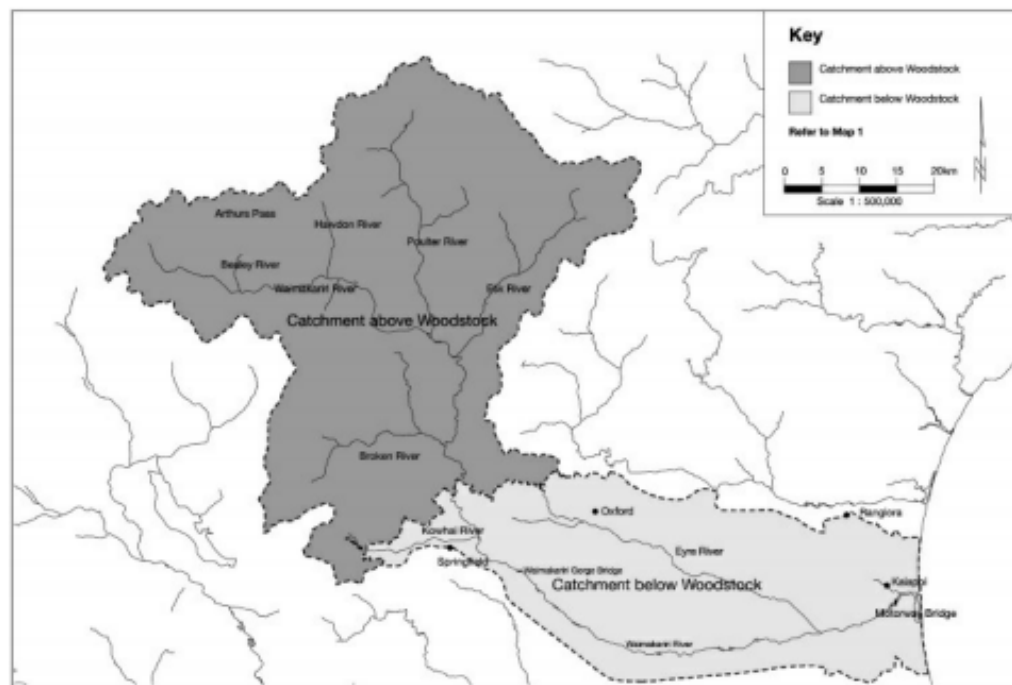 Key
Catchment above Woodstock
Catchment below Woodstock
Refer to Map 1
0 5 10 15 20km
Scale 1 : 500,000
Arthurs Pass
Hawdon River
Poulter River
Bealey River
Waimakariri River
Esk River
Catchment above Woodstock
Broken River
Oxford
Rangiora
Kowhai River
Springfield
Eyre River
Waimakariri Gorge Bridge
Catchment below Woodstock
Kaiapoi
Motorway Bridge
Waimakariri River